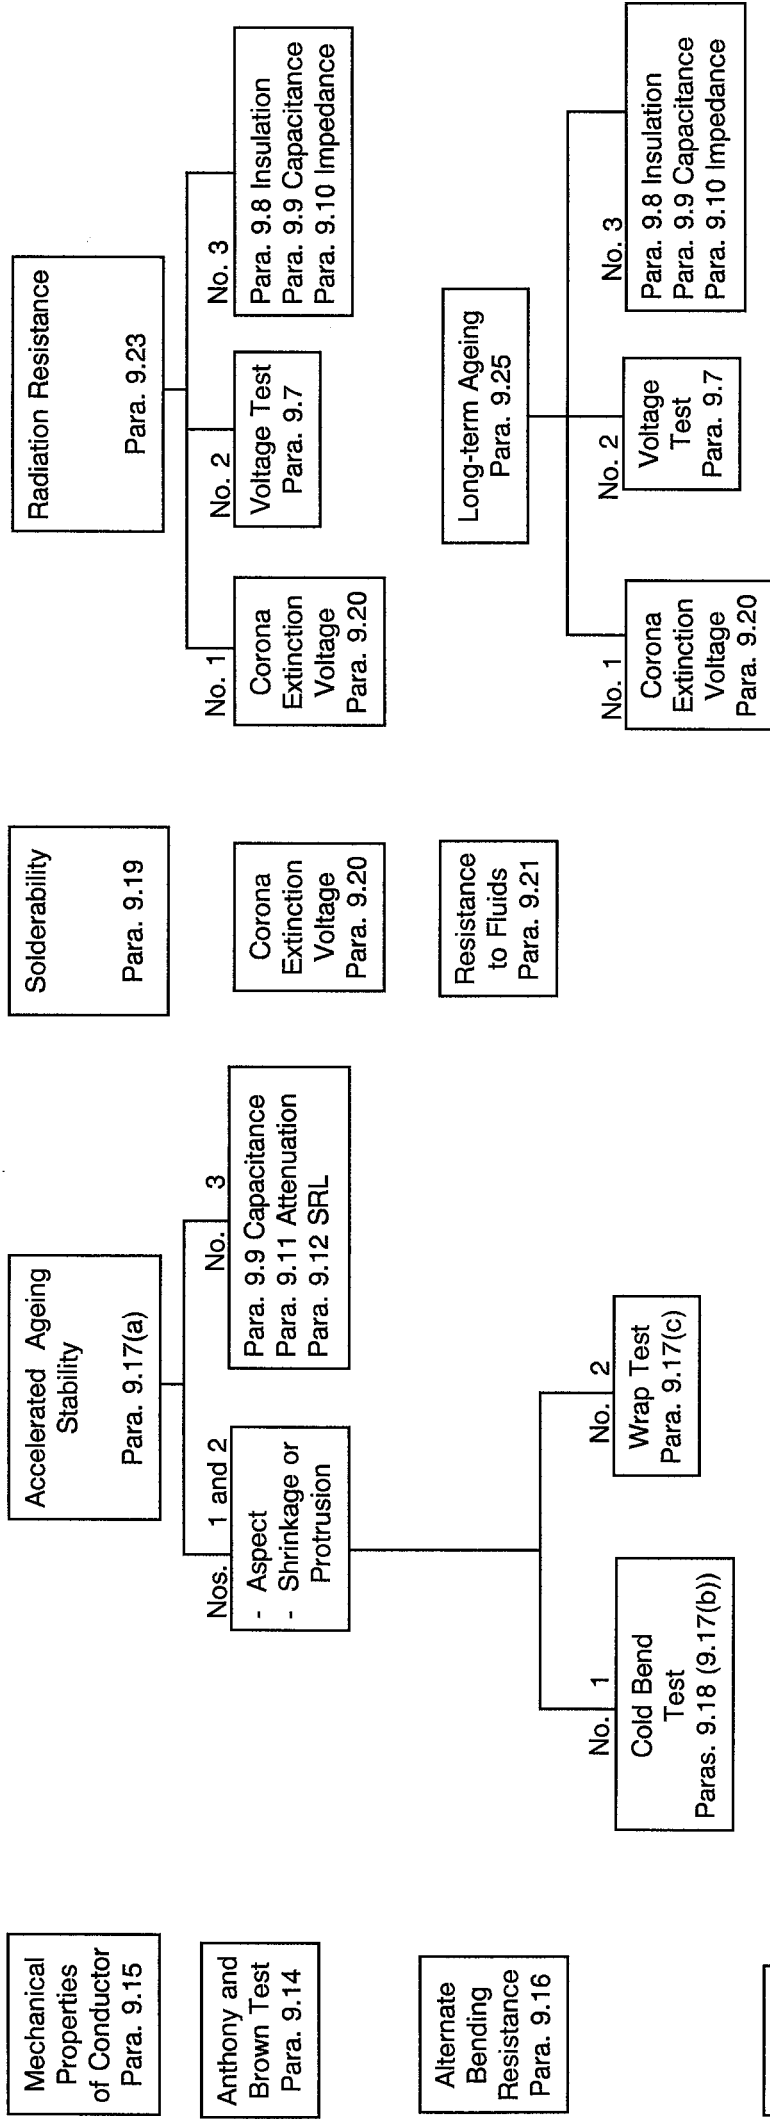 Mechanical
Properties
of Conductor
Para. 9.15
Anthony and
Brown Test
Para. 9.14
Alternate
Bending
Resistance
Para. 9.16
Accelerated Ageing
Stability
Para. 9.17(a)
Nos. 1 and 2
- Aspect
- Shrinkage or
Protrusion
No. 3
Para. 9.9 Capacitance
Para. 9.11 Attenuation
Para. 9.12 SRL
No. 1
Cold Bend
Test
Paras. 9.18 (9.17(b))
No. 2
Wrap Test
Para. 9.17(c)
Solderability
Para. 9.19
Corona
Extinction
Voltage
Para. 9.20
Resistance
to Fluids
Para. 9.21
Radiation Resistance
Para. 9.23
No. 1
Corona
Extinction
Voltage
Para. 9.20
No. 2
Voltage Test
Para. 9.7
No. 3
Para. 9.8 Insulation
Para. 9.9 Capacitance
Para. 9.10 Impedance
Long-term Ageing
Para. 9.25
No. 1
Corona
Extinction
Voltage
Para. 9.20
No. 2
Voltage
Test
Para. 9.7
No. 3
Para. 9.8 Insulation
Para. 9.9 Capacitance
Para. 9.10 Impedance